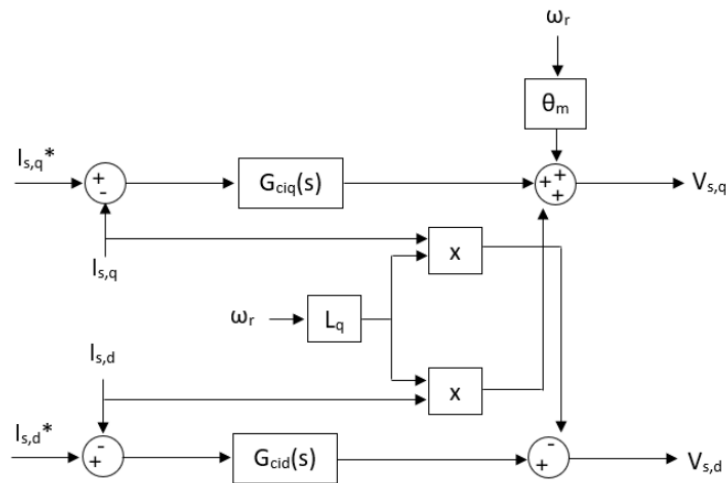 ωr
θm
Is,q*
+
-
Gciq(s)
+ +
+
Vs,q
Is,q
x
ωr
Lq
Is,d
x
Is,d*
-
+
Gcid(s)
-
+
Vs,d